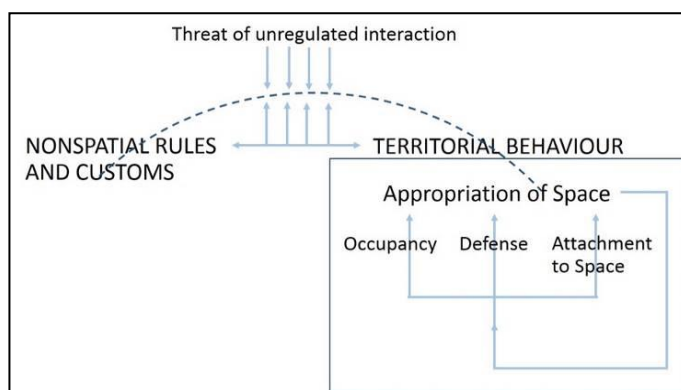 Threat of unregulated interaction
NONSPATIAL RULES
AND CUSTOMS
TERRITORIAL BEHAVIOUR
Appropriation of Space
Occupancy
Defense
Attachment
to Space